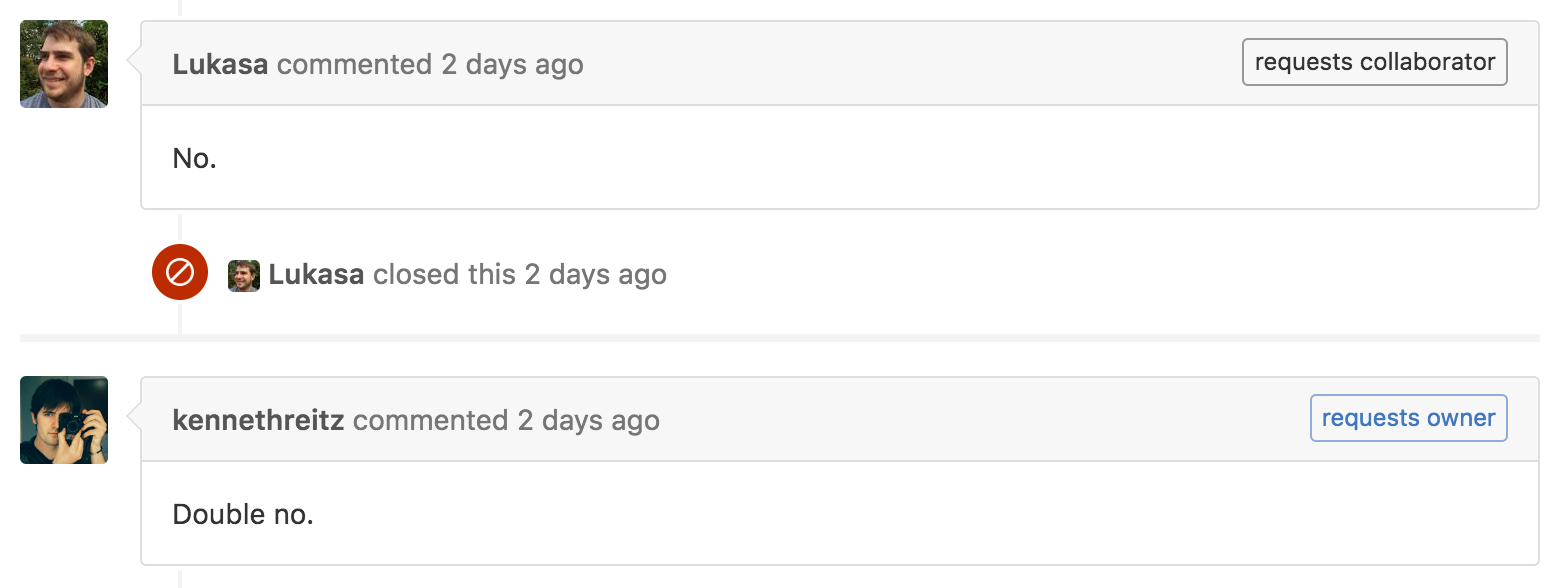 Lukasa commented 2 days ago requests collaborator
No.
Lukasa closed this 2 days ago
kennethreitz commented 2 days ago requests owner
Double no.